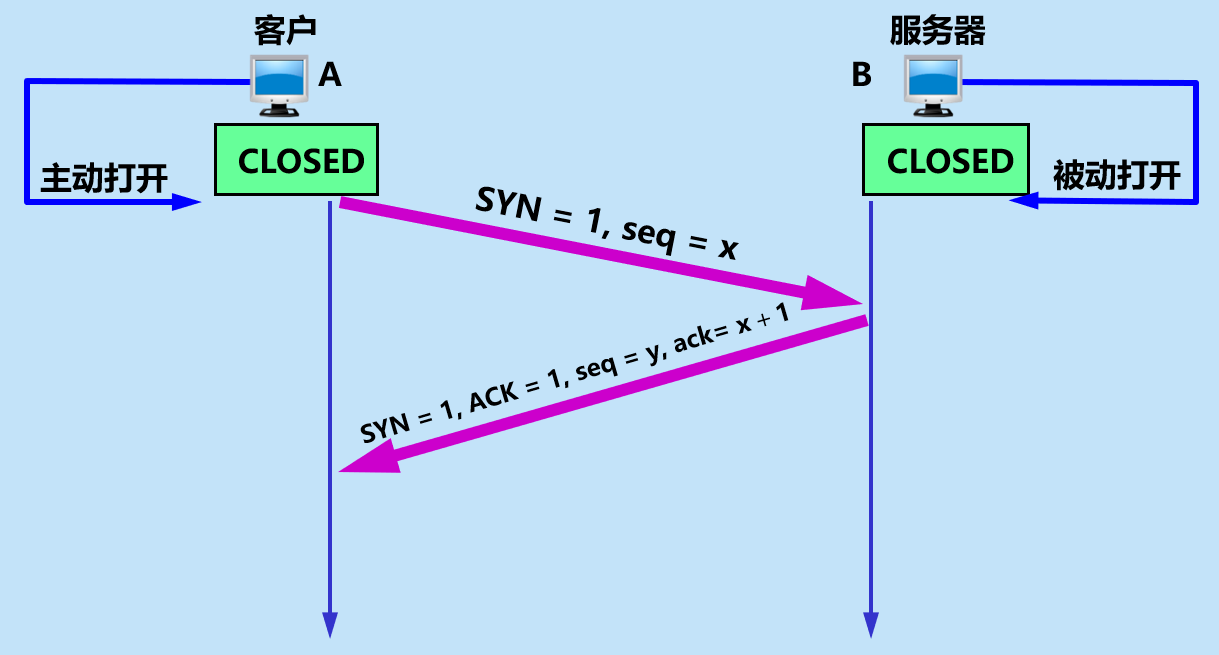 客户
服务器
A
B
CLOSED
CLOSED
主动打开
被动打开
SYN = 1, seq = x
SYN = 1, ACK = 1, seq = y, ack= x + 1